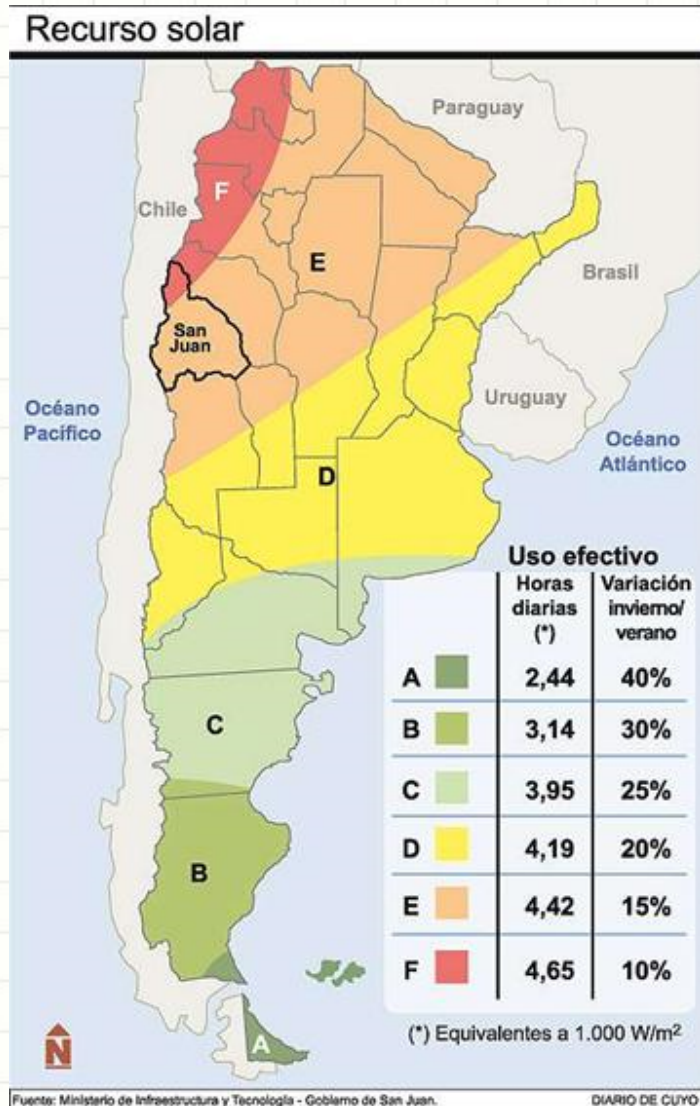 Recurso solar
Paraguay
Chile
F
Brasil
E
San
Juan
Uruguay
Océano
Pacífico
Océano
Atlántico
D
Uso efectivo
Horas
diarias
(*)
Variación
invierno/
verano
A 2,44 40%
B 3,14 30%
C 3,95 25%
D 4,19 20%
E 4,42 15%
F 4,65 10%
C
B
A
N
(*) Equivalentes a 1.000 W/m²
Fuente: Ministerio de Infraestructura y Tecnología - Gobierno de San Juan.
DIARIO DE CUYO